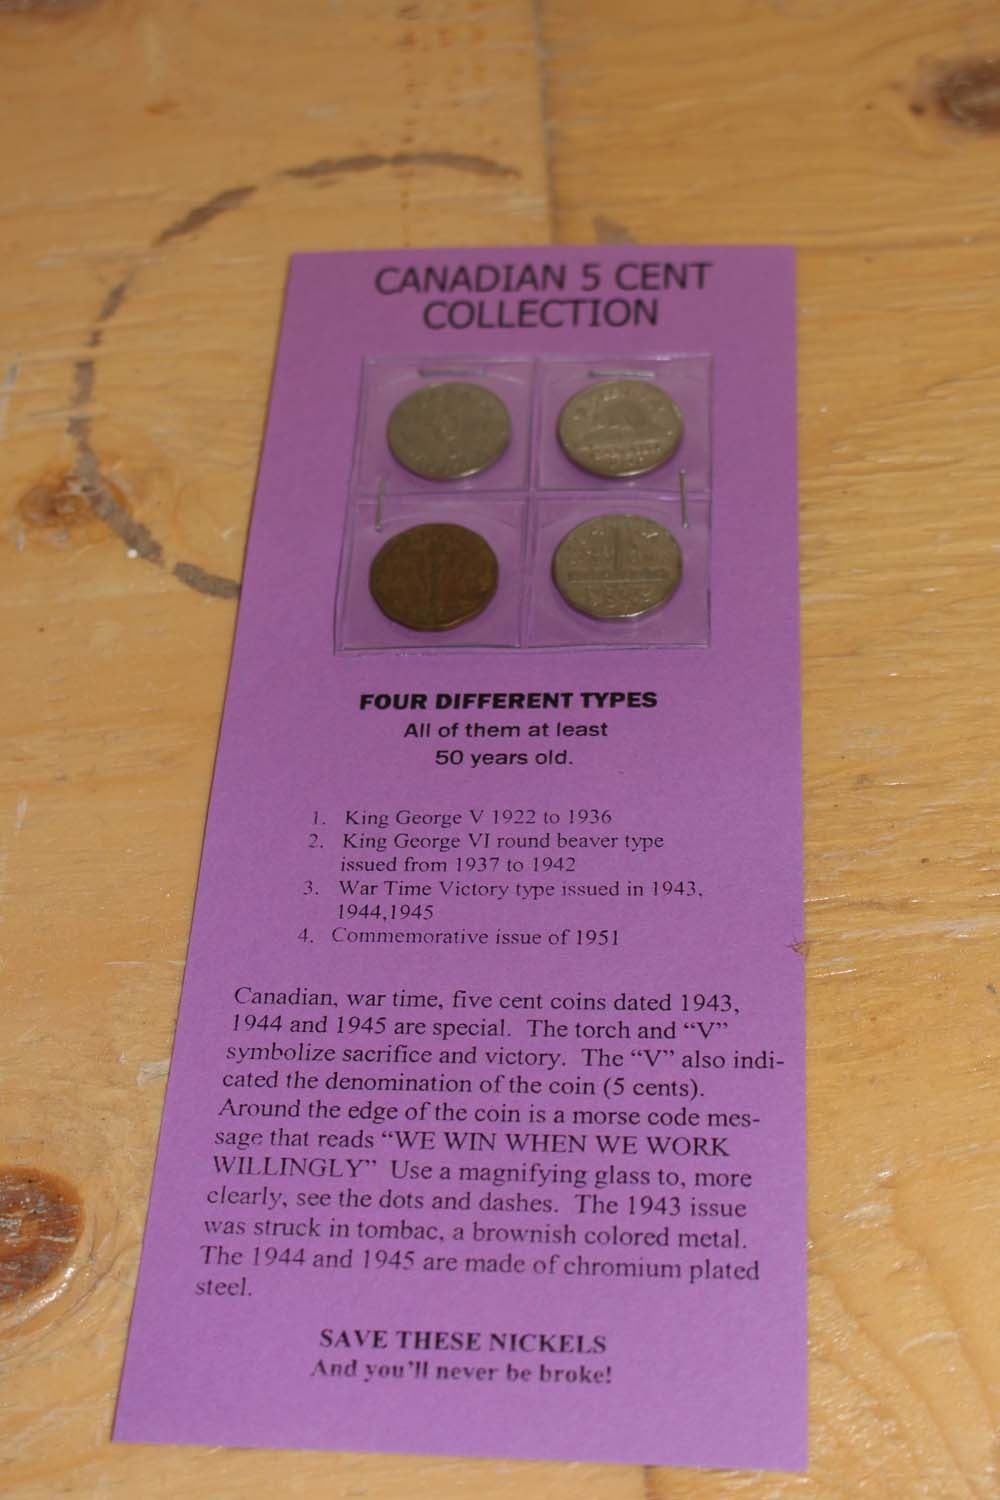 CANADIAN 5 CENT
COLLECTION
FOUR DIFFERENT TYPES
All of them at least
50 years old.
1. King George V 1922 to 1936
2. King George VI round beaver type
issued from 1937 to 1942
3. War Time Victory type issued in 1943,
1944,1945
4. Commemorative issue of 1951
Canadian, war time, five cent coins dated 1943,
1944 and 1945 are special. The torch and “V”
symbolize sacrifice and victory. The “V” also indi-
cated the denomination of the coin (5 cents).
Around the edge of the coin is a morse code mes-
sage that reads “WE WIN WHEN WE WORK
WILLINGLY” Use a magnifying glass to, more
clearly, see the dots and dashes. The 1943 issue
was struck in tombac, a brownish colored metal.
The 1944 and 1945 are made of chromium plated
steel.
SAVE THESE NICKELS
And you’ll never be broke!